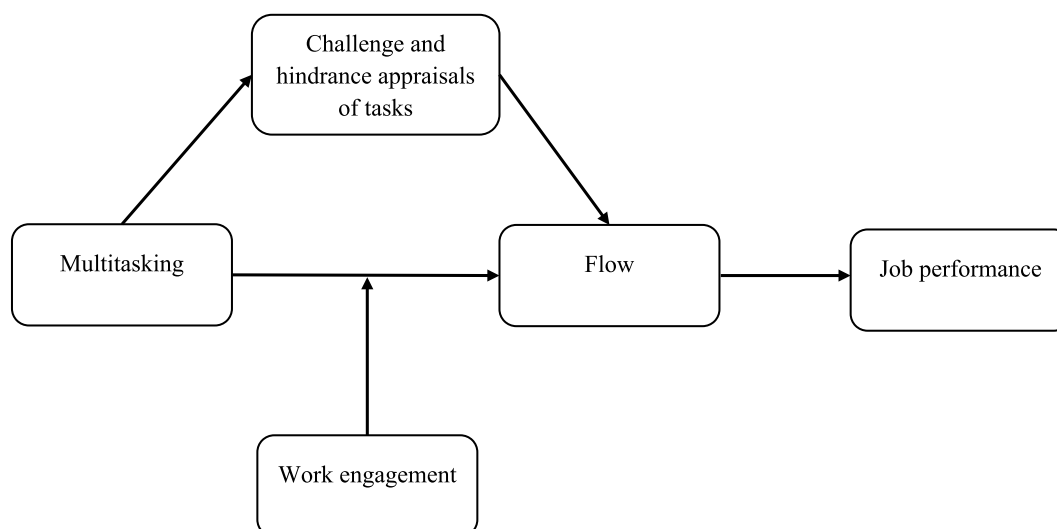 Challenge and
hindrance appraisals
of tasks
Multitasking
Flow
Job performance
Work engagement